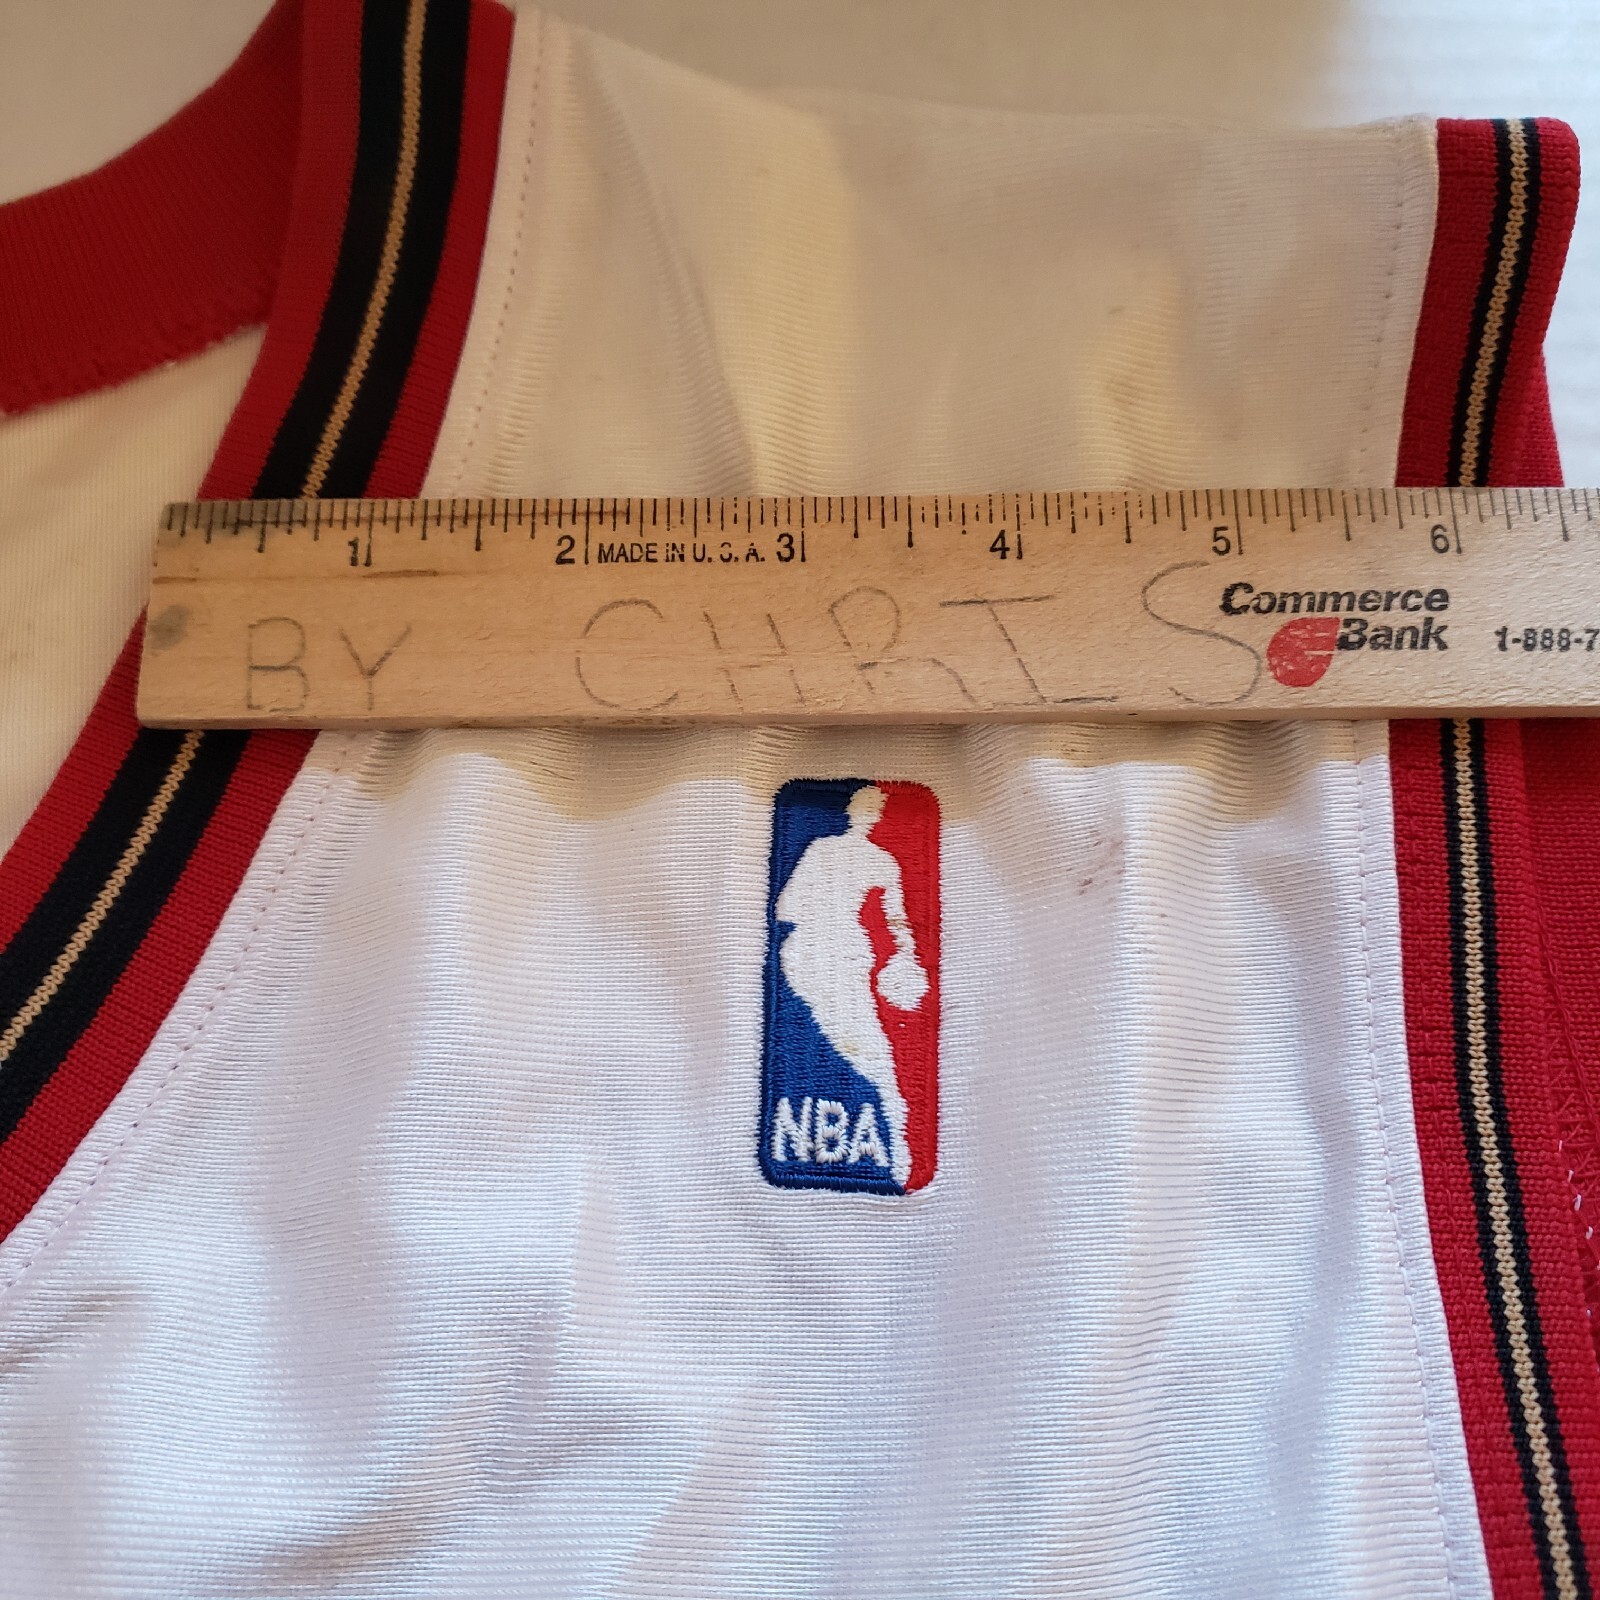 1 2 MADE IN U. S. A. 3 4 5 6
BY CHRIS
Commerce
Bank 1-888-7
NBA